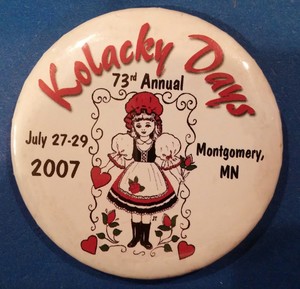 Kolacky Days
73rd Annual
July 27-29
2007
Montgomery,
MN